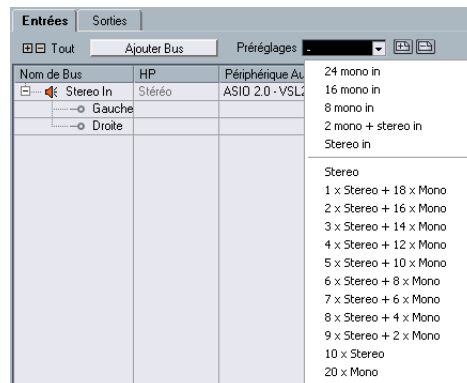 Entrées Sorties
Tout Ajouter Bus Préréglages -
Nom de Bus HP Périphérique Au
Stereo In Stéréo ASIO 2.0 - VSL2
Gauche
Droite
24 mono in
16 mono in
8 mono in
2 mono + stereo in
Stereo in
Stereo
1 x Stereo + 18 x Mono
2 x Stereo + 16 x Mono
3 x Stereo + 14 x Mono
4 x Stereo + 12 x Mono
5 x Stereo + 10 x Mono
6 x Stereo + 8 x Mono
7 x Stereo + 6 x Mono
8 x Stereo + 4 x Mono
9 x Stereo + 2 x Mono
10 x Stereo
20 x Mono